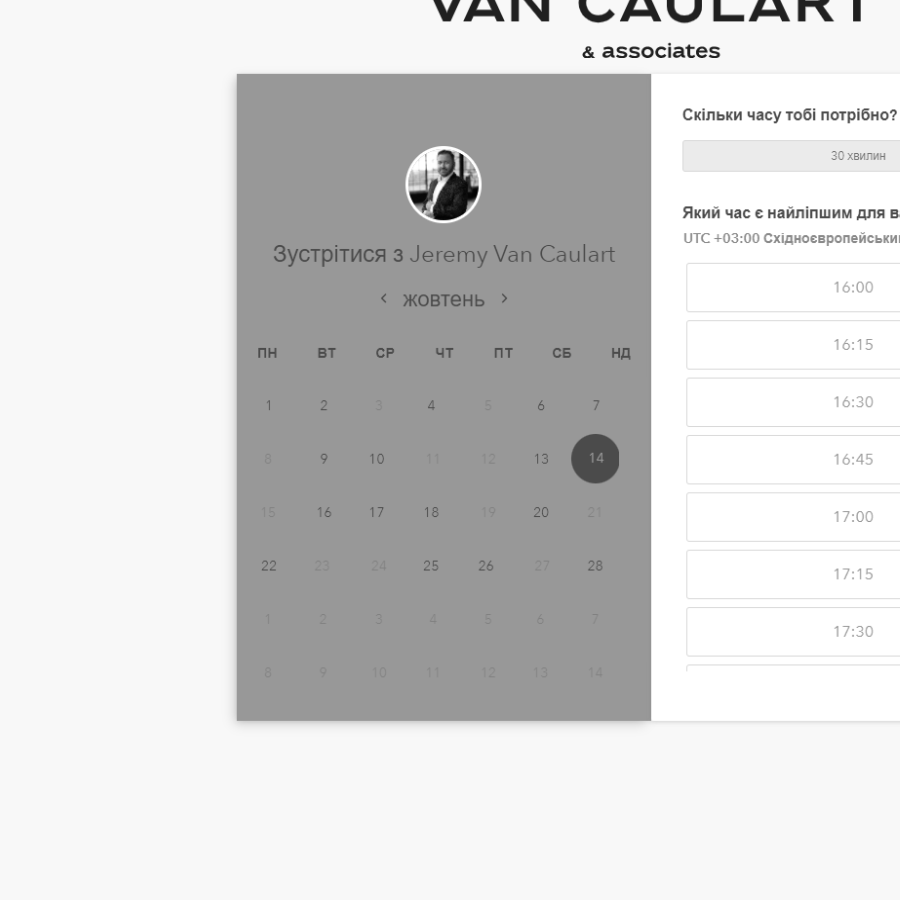 VAN CAULART
& associates
Зустрітися з Jeremy Van Caulart
‹ жовтень ›
ПН ВТ СР ЧТ ПТ СБ НД
1 2 3 4 5 6 7
8 9 10 11 12 13 14
15 16 17 18 19 20 21
22 23 24 25 26 27 28
1 2 3 4 5 6 7
8 9 10 11 12 13 14
Скільки часу тобі потрібно?
30 хвилин
Який час є найліпшим для
UTC +03:00
16:00
16:15
16:30
16:45
17:00
17:15
17:30